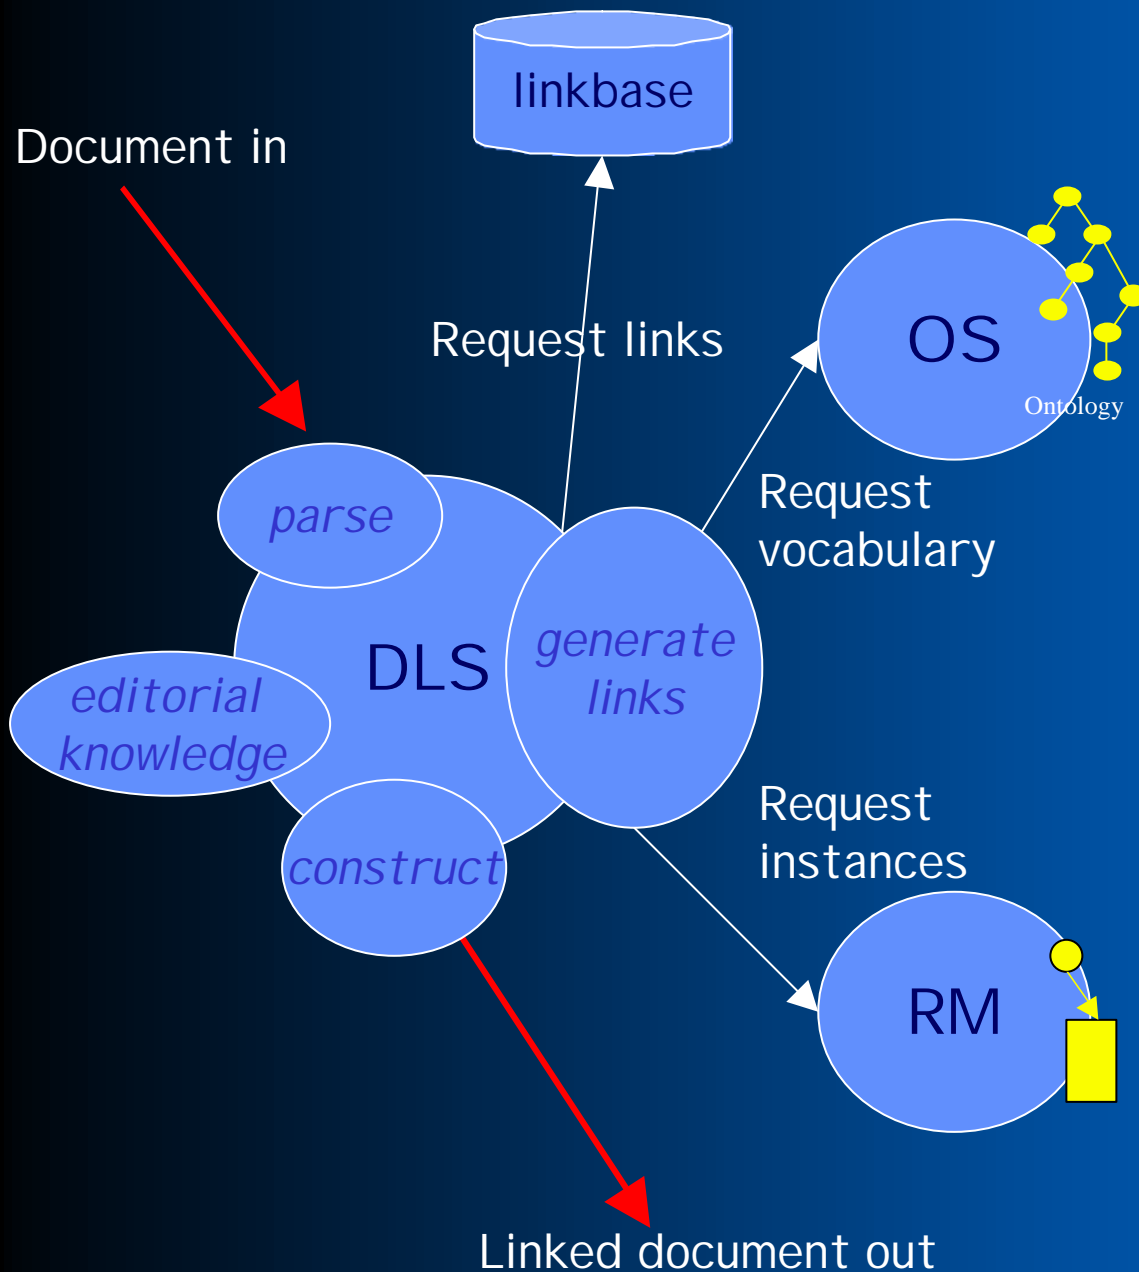 linkbase
Document in
Request links
OS
Ontology
Request
vocabulary
parse
generate
links
DLS
editorial
knowledge
Request
instances
construct
RM
Linked document out